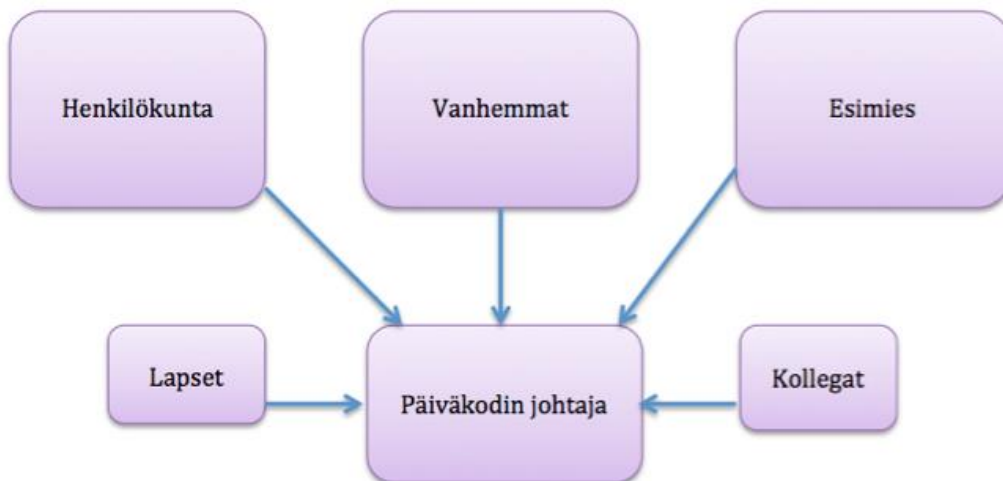 Henkilökunta
Vanhemmat
Esimies
Lapset
Päiväkodin johtaja
Kollegat